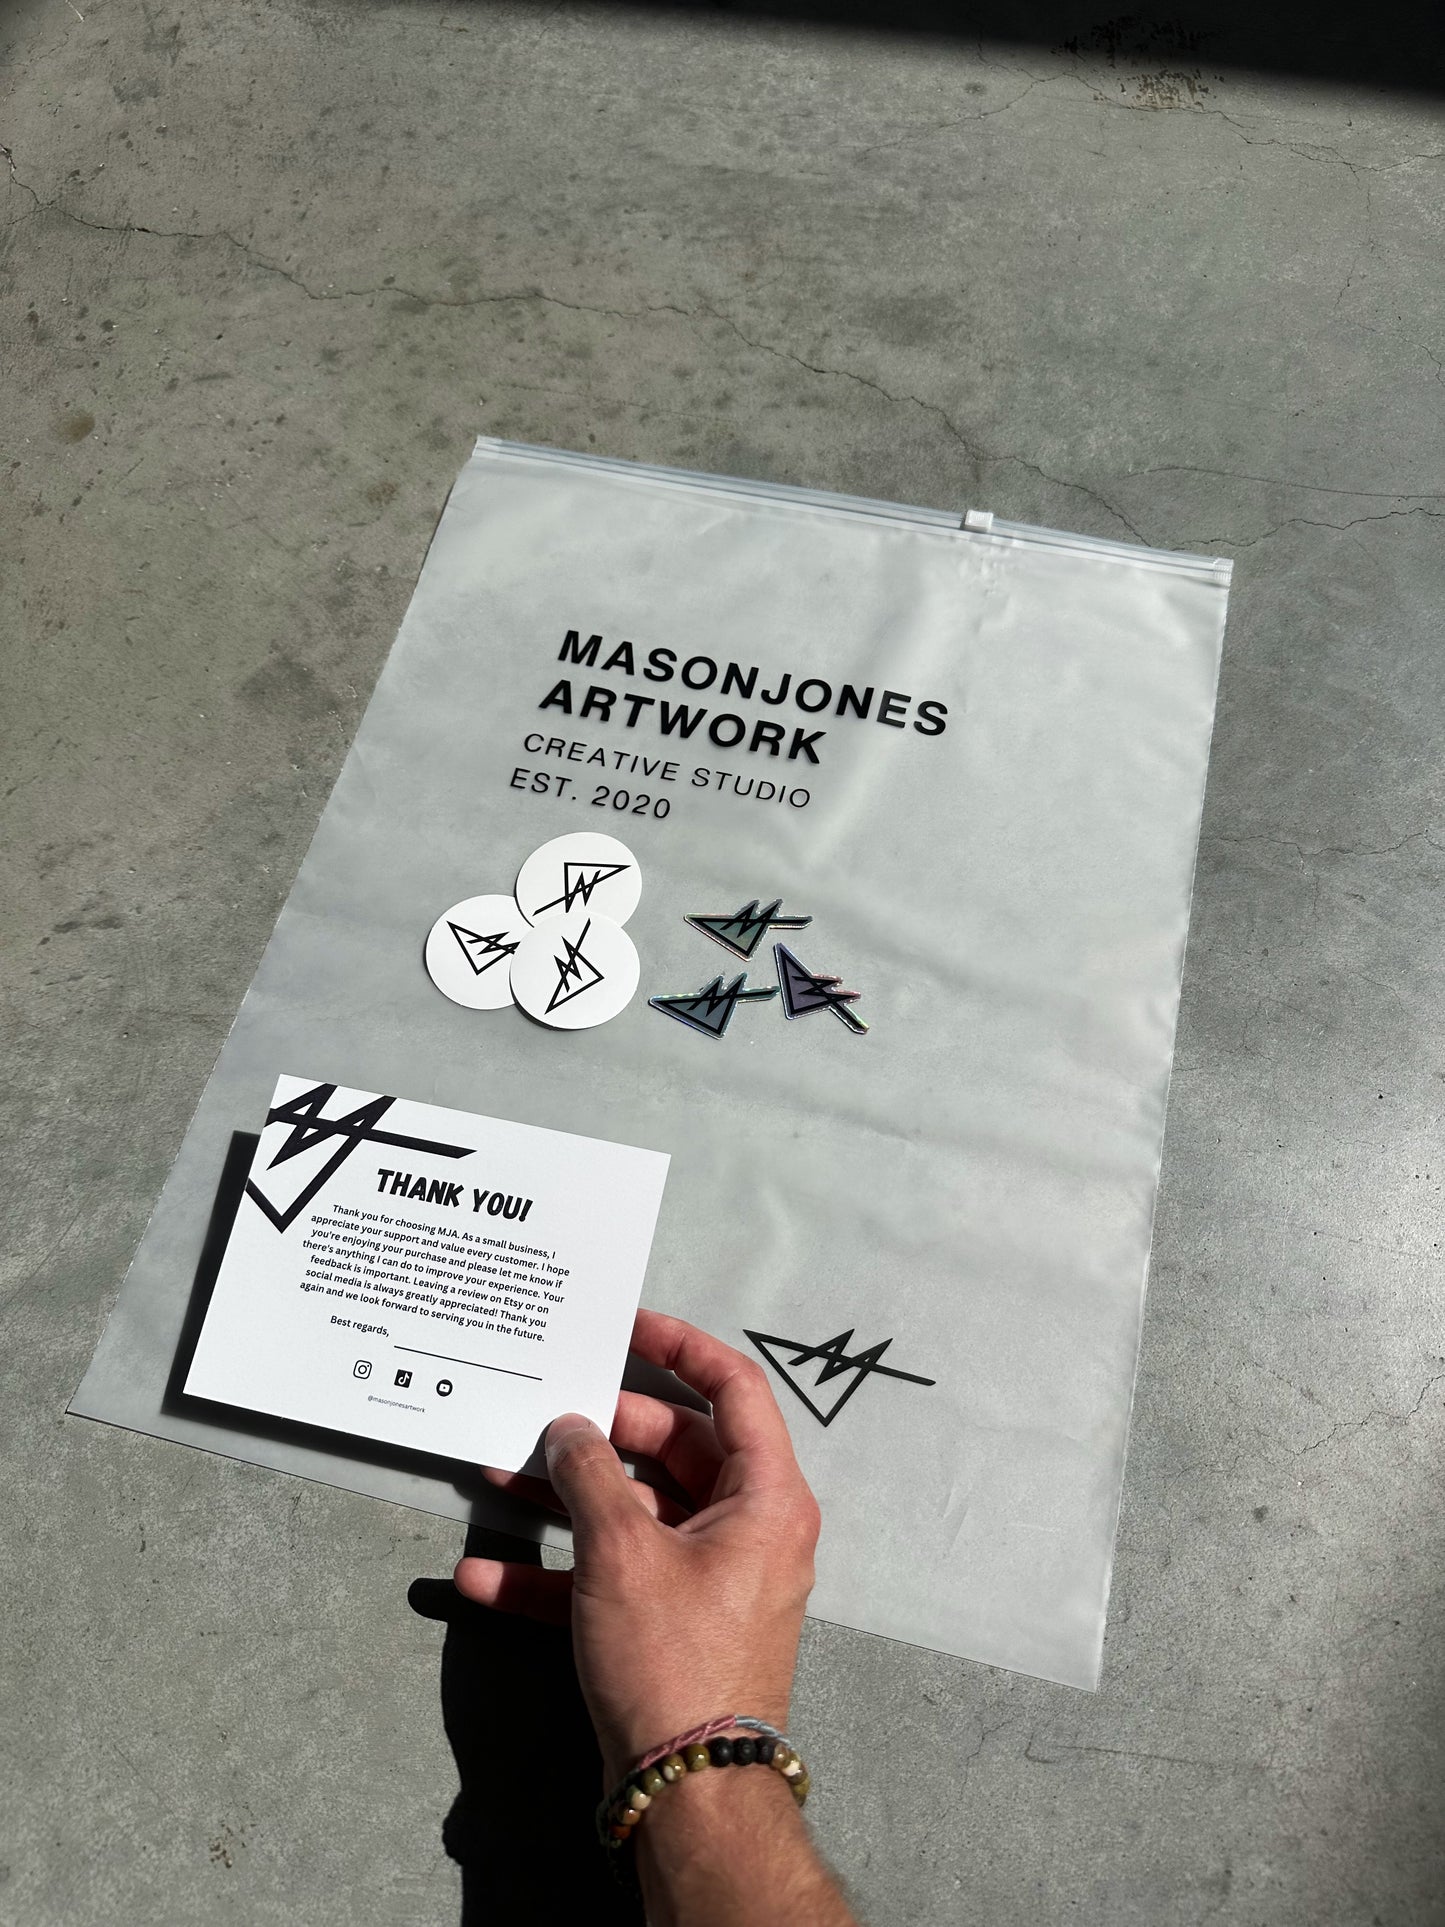 MASONJONES
ARTWORK
CREATIVE STUDIO
EST. 2020
THANK YOU!
Thank you for choosing MJA. As a small business, I
appreciate your support and value every customer. I hope
you're enjoying your purchase and please let me know if
there's anything I can do to improve your experience. Your
feedback is important. Leaving a review on Etsy or on
social media is always greatly appreciated! Thank you
again and we look forward to serving you in the future.
Best regards,
@masonjonesartwork